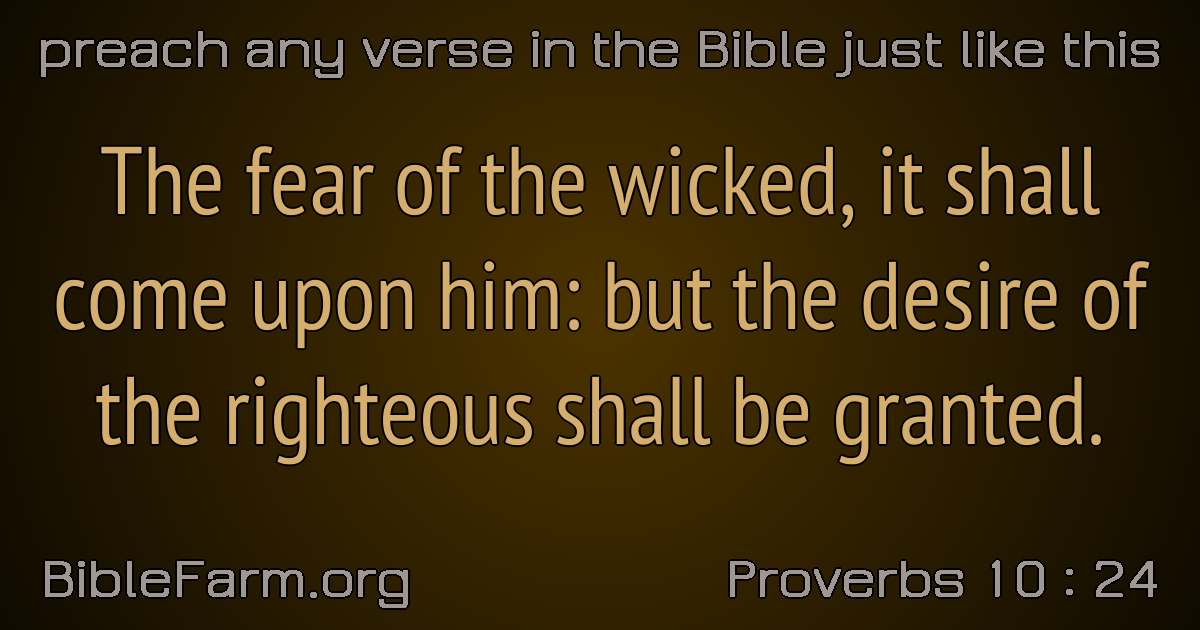 preach any verse in the Bible just like this
The fear of the wicked, it shall
come upon him: but the desire of
the righteous shall be granted.
BibleFarm.org
Proverbs 10 : 24